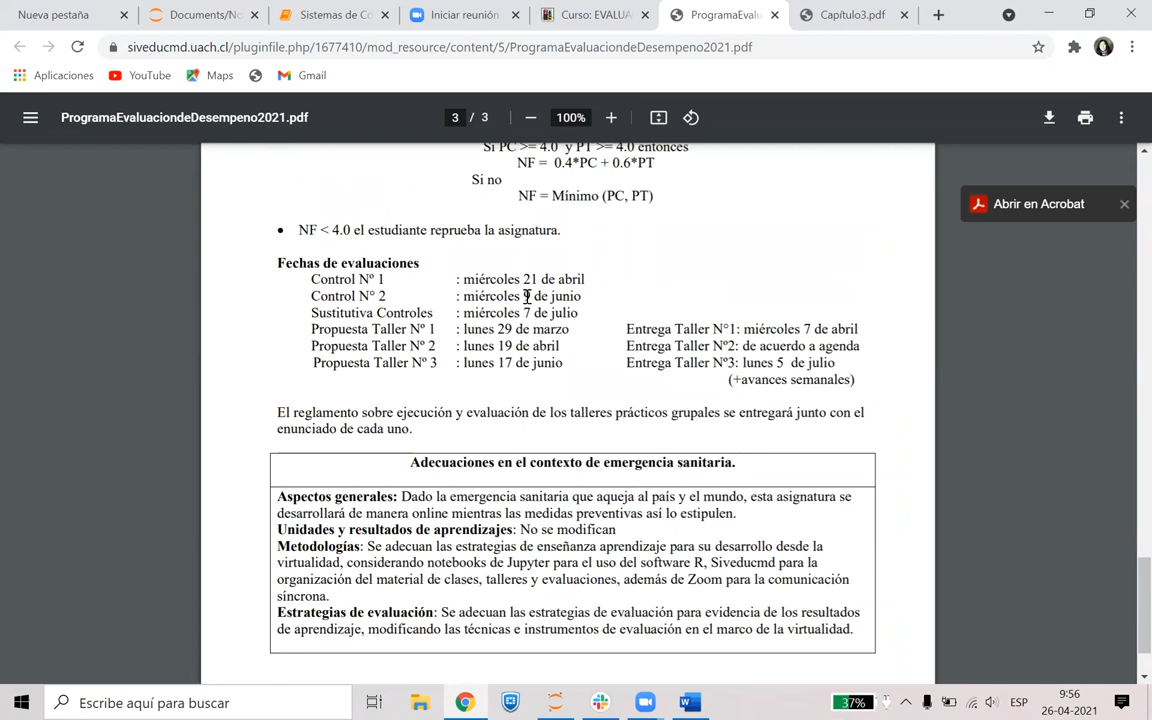 Nueva pestaña
Documents/No
Sistemas de Co
Iniciar reunión
Curso: EVALUA
ProgramaEvalu
Capítulo3.pdf
siveducmd.uach.cl/pluginfile.php/1677410/mod_resource/content/5/ProgramaEvaluaciondeDesempeno2021.pdf
Aplicaciones
YouTube
Maps
Gmail
ProgramaEvaluaciondeDesempeno2021.pdf
3 / 3
100%
Abrir en Acrobat
Si PC >= 4.0 y PT >= 4.0 entonces
NF = 0.4*PC + 0.6*PT
Si no
NF = Mínimo (PC, PT)
• NF < 4.0 el estudiante reprueba la asignatura.
Fechas de evaluaciones
Control Nº 1 : miércoles 21 de abril
Control N° 2 : miércoles 9 de junio
Sustitutiva Controles : miércoles 7 de julio
Propuesta Taller Nº 1 : lunes 29 de marzo Entrega Taller N°1: miércoles 7 de abril
Propuesta Taller Nº 2 : lunes 19 de abril Entrega Taller Nº2: de acuerdo a agenda
Propuesta Taller Nº 3 : lunes 17 de junio Entrega Taller Nº3: lunes 5 de julio
(+avances semanales)
El reglamento sobre ejecución y evaluación de los talleres prácticos grupales se entregará junto con el
enunciado de cada uno.
Adecuaciones en el contexto de emergencia sanitaria.
Aspectos generales: Dado la emergencia sanitaria que aqueja al país y el mundo, esta asignatura se
desarrollará de manera online mientras las medidas preventivas así lo estipulen.
Unidades y resultados de aprendizajes: No se modifican
Metodologías: Se adecuan las estrategias de enseñanza aprendizaje para su desarrollo desde la
virtualidad, considerando notebooks de Jupyter para el uso del software R, Siveducmd para la
organización del material de clases, talleres y evaluaciones, además de Zoom para la comunicación
síncrona.
Estrategias de evaluación: Se adecuan las estrategias de evaluación para evidencia de los resultados
de aprendizaje, modificando las técnicas e instrumentos de evaluación en el marco de la virtualidad.
Escribe aquí para buscar
37%
ESP
9:56
26-04-2021